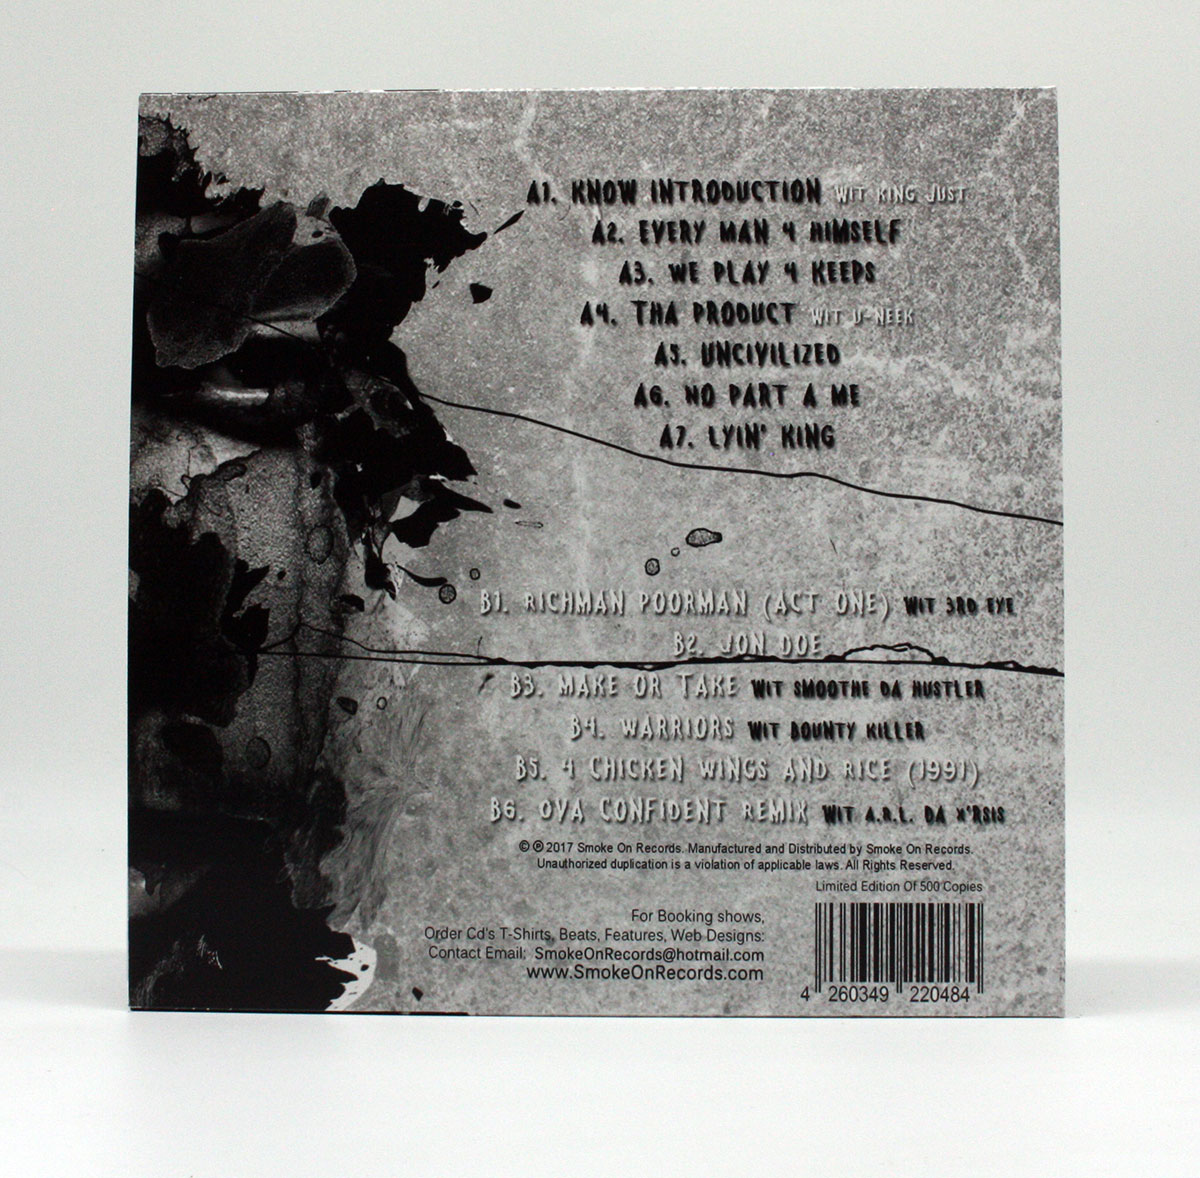 A1. KNOW INTRODUCTION WIT KING JUST
A2. EVERY MAN 4 HIMSELF
A3. WE PLAY 4 KEEPS
A4. THA PRODUCT WIT U-NEEK
A5. UNCIVILIZED
A6. NO PART A ME
A7. LYIN' KING
B1. RICHMAN POORMAN (ACT ONE) WIT 3RD EYE
B2. JON DOE
B3. MAKE OR TAKE WIT SMOOTHE DA HUSTLER
B4. WARRIORS WIT BOUNTY KILLER
B5. 4 CHICKEN WINGS AND RICE (1991)
B6. OVA CONFIDENT REMIX WIT A.R.L. DA X'RSIS
© ℗ 2017 Smoke On Records. Manufactured and Distributed by Smoke On Records.
Unauthorized duplication is a violation of applicable laws. All Rights Reserved.
Limited Edition Of 500 Copies
For Booking shows,
Order Cd's T-Shirts, Beats, Features, Web Designs:
Contact Email: SmokeOnRecords@hotmail.com
www.SmokeOnRecords.com
4 260349 220484